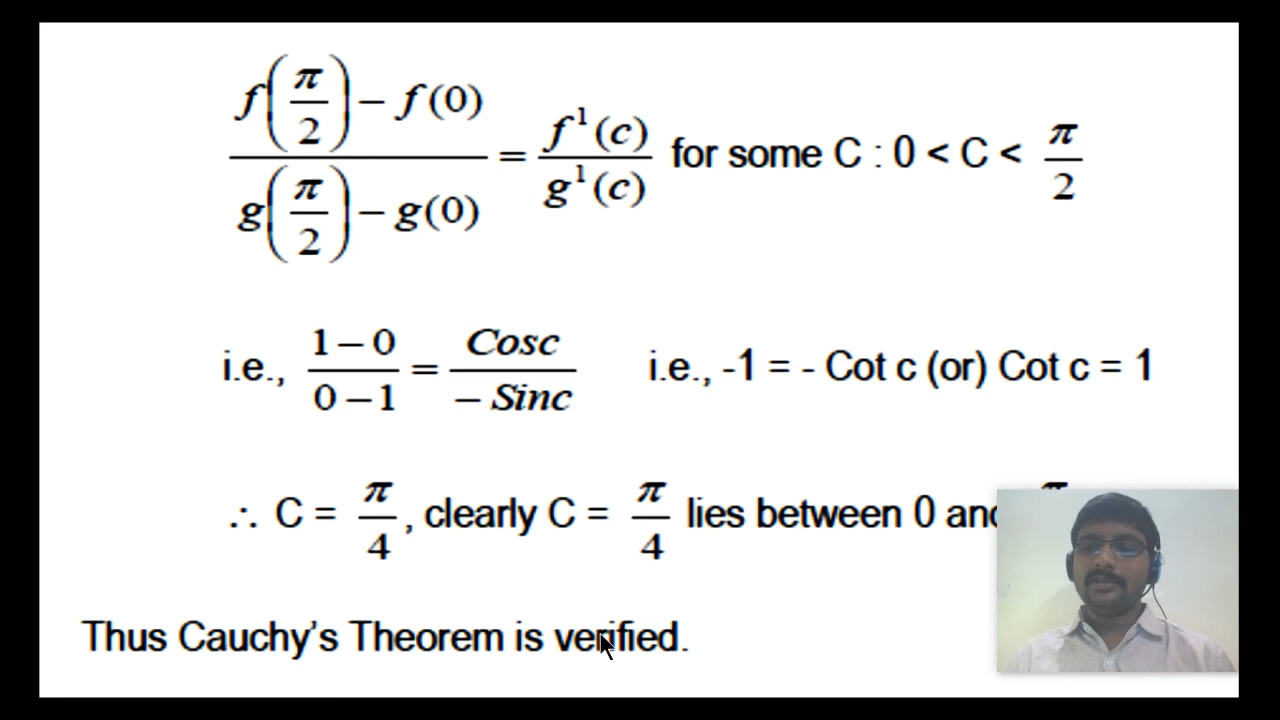 f(π/2) – f(0) / g(π/2) – g(0) = f¹(c) / g¹(c) for some C : 0 < C < π/2
i.e., 1 – 0 / 0 – 1 = Cosc / – Sinc i.e., -1 = - Cot c (or) Cot c = 1
∴ C = π/4, clearly C = π/4 lies between 0 and
Thus Cauchy’s Theorem is verified.